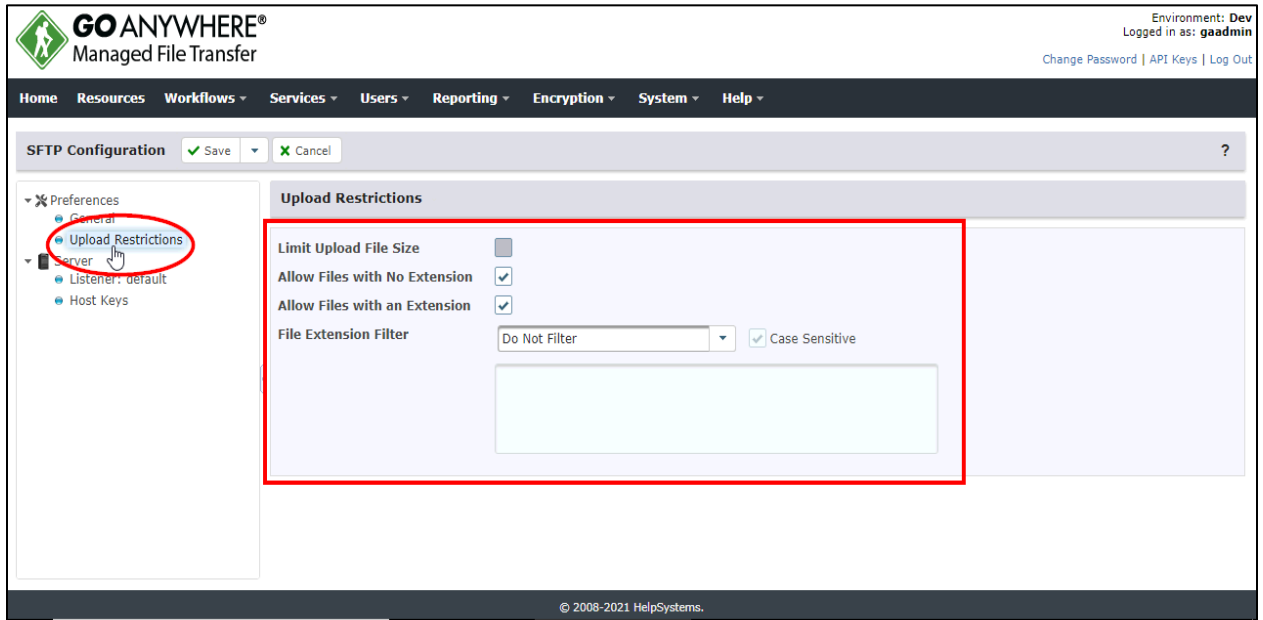 GO ANYWHERE®
Managed File Transfer
Environment: Dev
Logged in as: gaadmin
Change Password | API Keys | Log Out
Home Resources Workflows Services Users Reporting Encryption System Help
SFTP Configuration Save Cancel ?
Preferences
General
Upload Restrictions
Server
Listener: default
Host Keys
Upload Restrictions
Limit Upload File Size
Allow Files with No Extension
Allow Files with an Extension
File Extension Filter Do Not Filter Case Sensitive
© 2008-2021 HelpSystems.